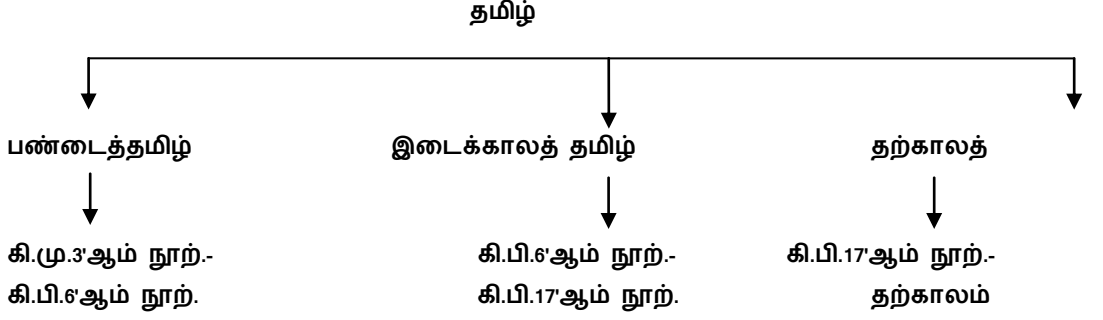 தமிழ்
பண்டைத்தமிழ் இடைக்காலத் தமிழ் தற்காலத்
கி.மு.3'ஆம் நூற்.- கி.பி.6'ஆம் நூற்.- கி.பி.17'ஆம் நூற்.-
கி.பி.6'ஆம் நூற். கி.பி.17'ஆம் நூற். தற்காலம்